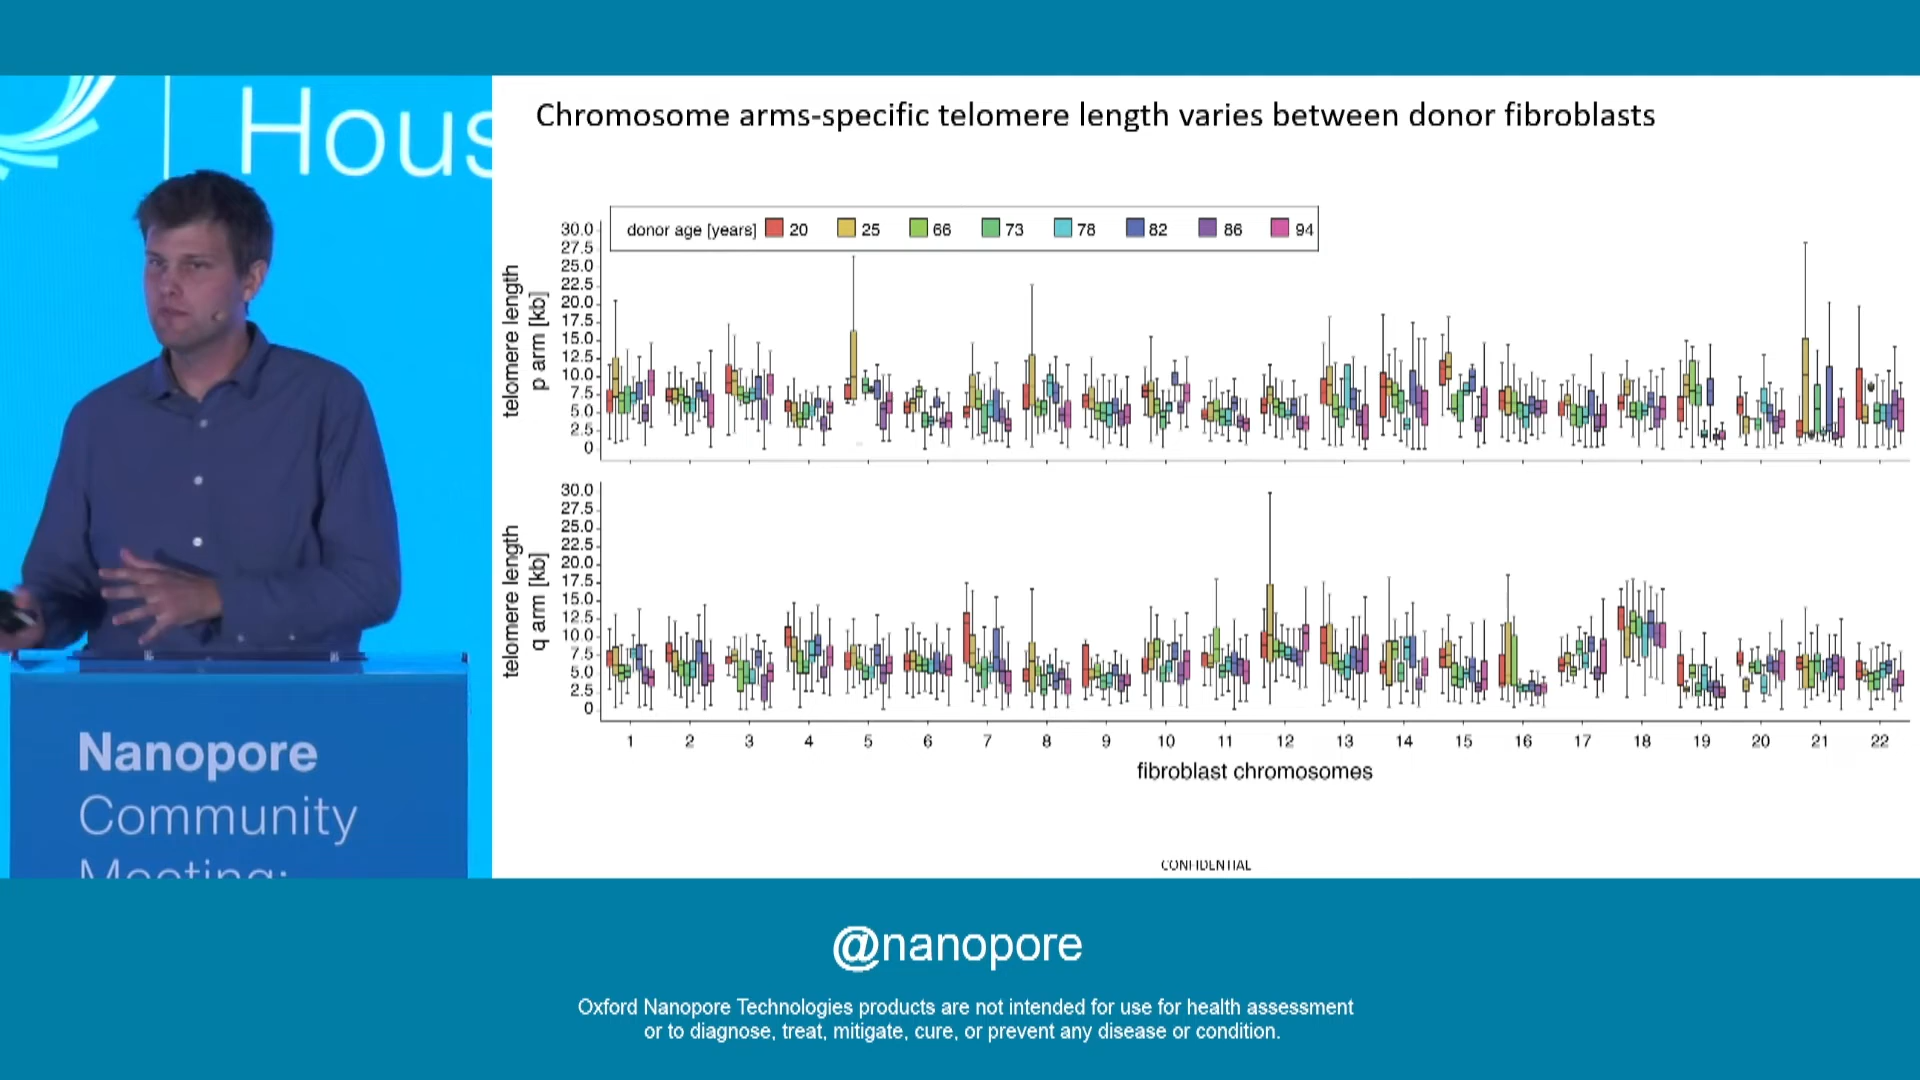 Hous
Chromosome arms-specific telomere length varies between donor fibroblasts
donor age [years] 20 25 66 73 78 82 86 94
telomere length
p arm [kb]
30.0
27.5
25.0
22.5
20.0
17.5
15.0
12.5
10.0
7.5
5.0
2.5
0
telomere length
q arm [kb]
30.0
27.5
25.0
22.5
20.0
17.5
15.0
12.5
10.0
7.5
5.0
2.5
0
1 2 3 4 5 6 7 8 9 10 11 12 13 14 15 16 17 18 19 20 21 22
fibroblast chromosomes
CONFIDENTIAL
Nanopore
Community
Meeting:
@nanopore
Oxford Nanopore Technologies products are not intended for use for health assessment
or to diagnose, treat, mitigate, cure, or prevent any disease or condition.